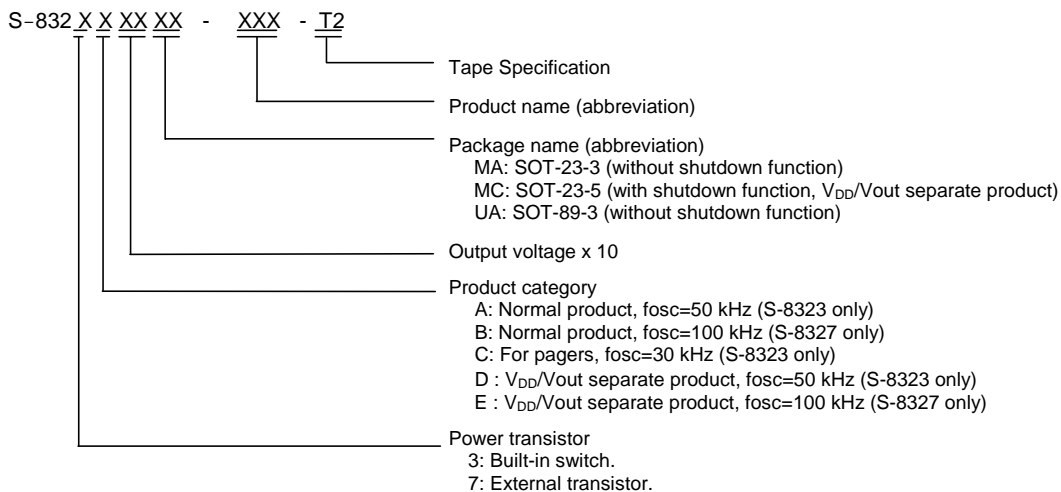 S-832 X X XX XX - XXX - T2
Tape Specification
Product name (abbreviation)
Package name (abbreviation)
MA: SOT-23-3 (without shutdown function)
MC: SOT-23-5 (with shutdown function, VDD/Vout separate product)
UA: SOT-89-3 (without shutdown function)
Output voltage x 10
Product category
A: Normal product, fosc=50 kHz (S-8323 only)
B: Normal product, fosc=100 kHz (S-8327 only)
C: For pagers, fosc=30 kHz (S-8323 only)
D : VDD/Vout separate product, fosc=50 kHz (S-8323 only)
E : VDD/Vout separate product, fosc=100 kHz (S-8327 only)
Power transistor
3: Built-in switch.
7: External transistor.